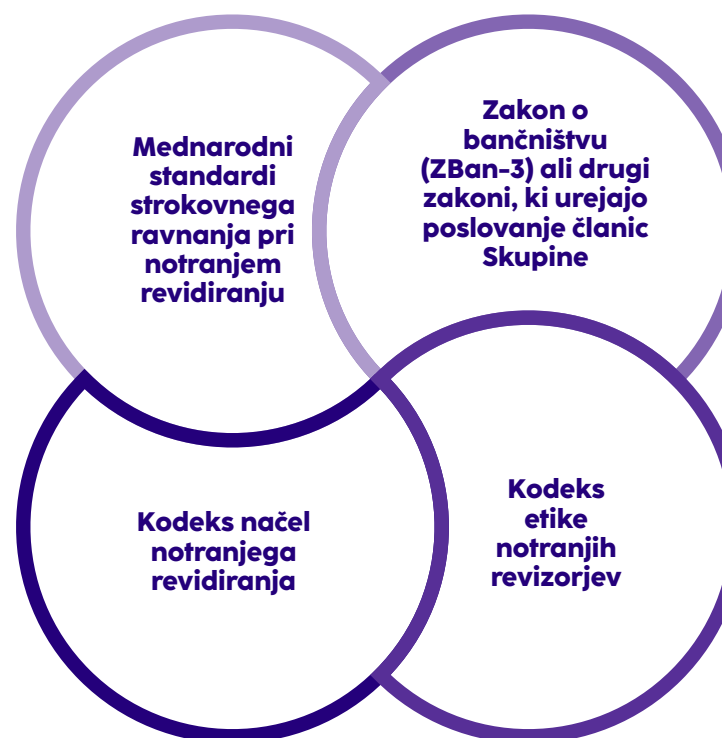 Mednarodni
standardi
strokovnega
ravnanja pri
notranjem
revidiranju
Zakon o
bančništvu
(ZBan-3) ali drugi
zakoni, ki urejajo
poslovanje članic
Skupine
Kodeks načel
notranjega
revidiranja
Kodeks
etike
notranjih
revizorjev